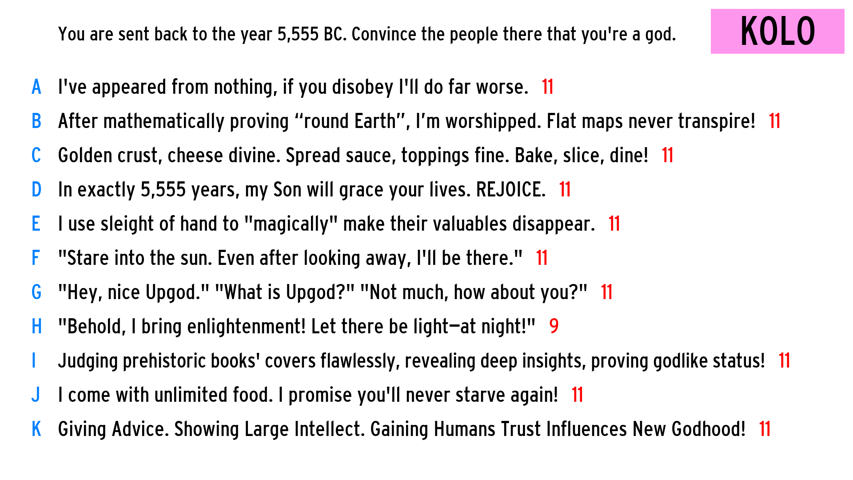 You are sent back to the year 5,555 BC. Convince the people there that you're a god.
KOLO
A I've appeared from nothing, if you disobey I'll do far worse. 11
B After mathematically proving “round Earth”, I’m worshipped. Flat maps never transpire! 11
C Golden crust, cheese divine. Spread sauce, toppings fine. Bake, slice, dine! 11
D In exactly 5,555 years, my Son will grace your lives. REJOICE. 11
E I use sleight of hand to "magically" make their valuables disappear. 11
F "Stare into the sun. Even after looking away, I'll be there." 11
G "Hey, nice Upgod." "What is Upgod?" "Not much, how about you?" 11
H "Behold, I bring enlightenment! Let there be light—at night!" 9
I Judging prehistoric books' covers flawlessly, revealing deep insights, proving godlike status! 11
J I come with unlimited food. I promise you'll never starve again! 11
K Giving Advice. Showing Large Intellect. Gaining Humans Trust Influences New Godhood! 11